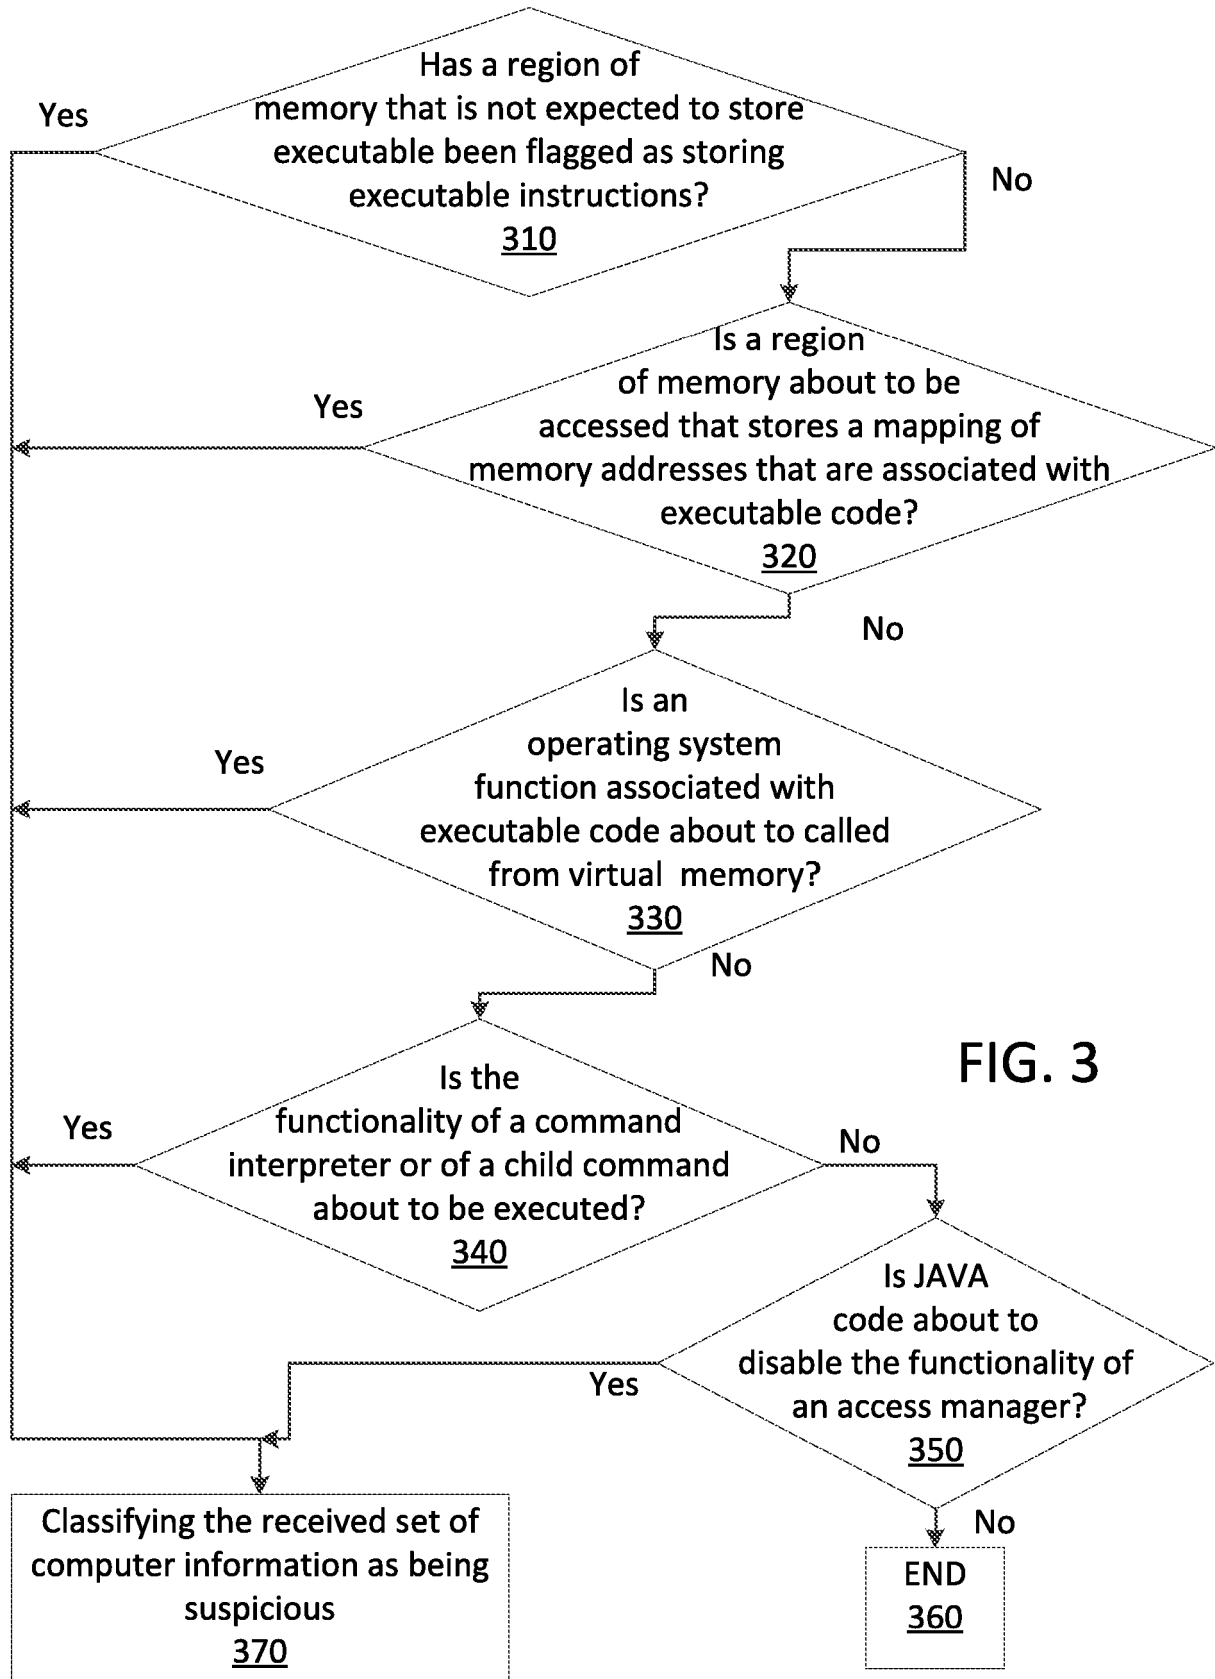 Has a region of
memory that is not expected to store
executable been flagged as storing
executable instructions?
310
Yes
No
Is a region
of memory about to be
accessed that stores a mapping of
memory addresses that are associated with
executable code?
320
Yes
No
Is an
operating system
function associated with
executable code about to called
from virtual memory?
330
Yes
No
FIG. 3
Is the
functionality of a command
interpreter or of a child command
about to be executed?
340
Yes
No
Is JAVA
code about to
disable the functionality of
an access manager?
350
Yes
No
Classifying the received set of
computer information as being
suspicious
370
END
360